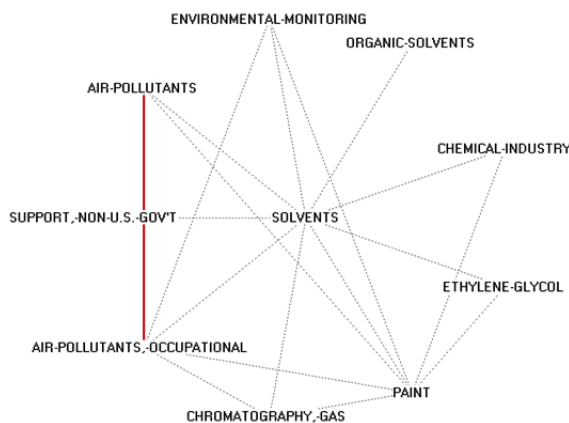 ENVIRONMENTAL-MONITORING
ORGANIC-SOLVENTS
AIR-POLLUTANTS
CHEMICAL-INDUSTRY
SUPPORT,-NON-U.S.-GOV'T
SOLVENTS
ETHYLENE-GLYCOL
AIR-POLLUTANTS,-OCCUPATIONAL
PAINT
CHROMATOGRAPHY,-GAS